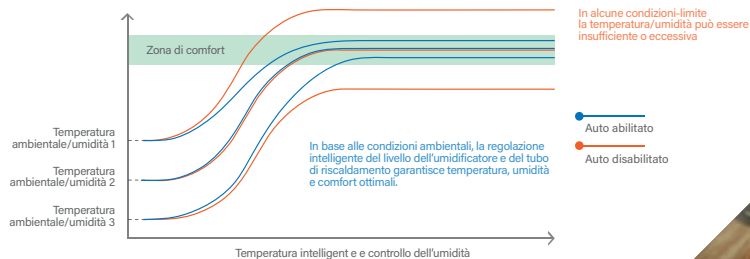 In alcune condizioni-limite
la temperatura/umidità può essere
insufficiente o eccessiva
Zona di comfort
Temperatura
ambientale/umidità 1
Temperatura
ambientale/umidità 2
Temperatura
ambientale/umidità 3
In base alle condizioni ambientali, la regolazione
intelligente del livello dell'umidificatore e del tubo
di riscaldamento garantisce temperatura, umidità
e comfort ottimali.
Auto abilitato
Auto disabilitato
Temperatura intelligent e e controllo dell'umidità